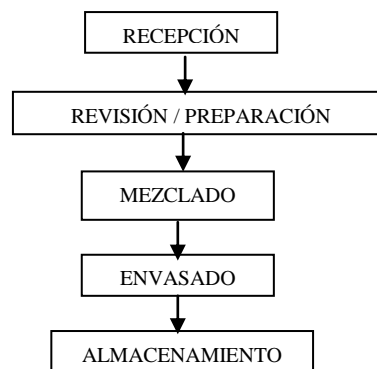 RECEPCIÓN
REVISIÓN / PREPARACIÓN
MEZCLADO
ENVASADO
ALMACENAMIENTO